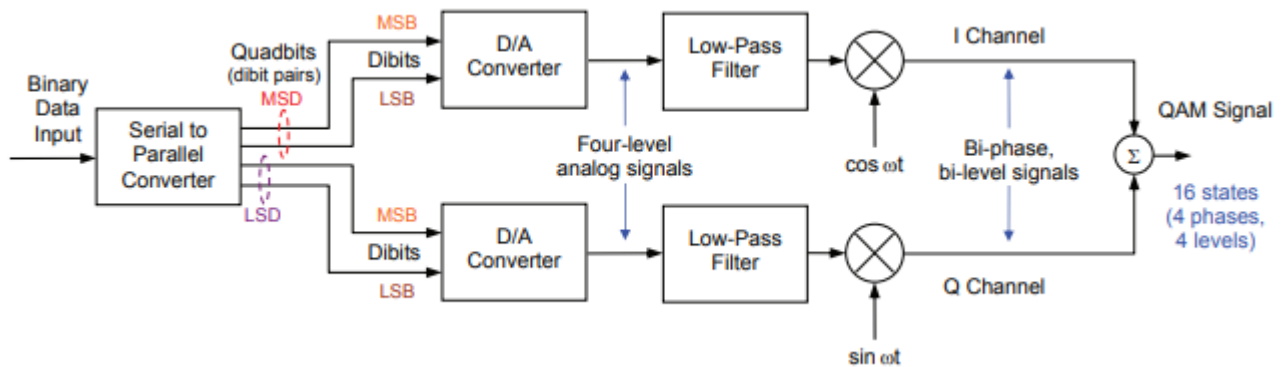 Binary
Data
Input
Serial to
Parallel
Converter
Quadbits
(dibit pairs)
MSD
LSD
MSB
Dibits
LSB
D/A
Converter
Low-Pass
Filter
I Channel
cos ωt
Four-level
analog signals
Bi-phase,
bi-level signals
QAM Signal
Σ
16 states
(4 phases,
4 levels)
MSB
Dibits
LSB
D/A
Converter
Low-Pass
Filter
Q Channel
sin ωt